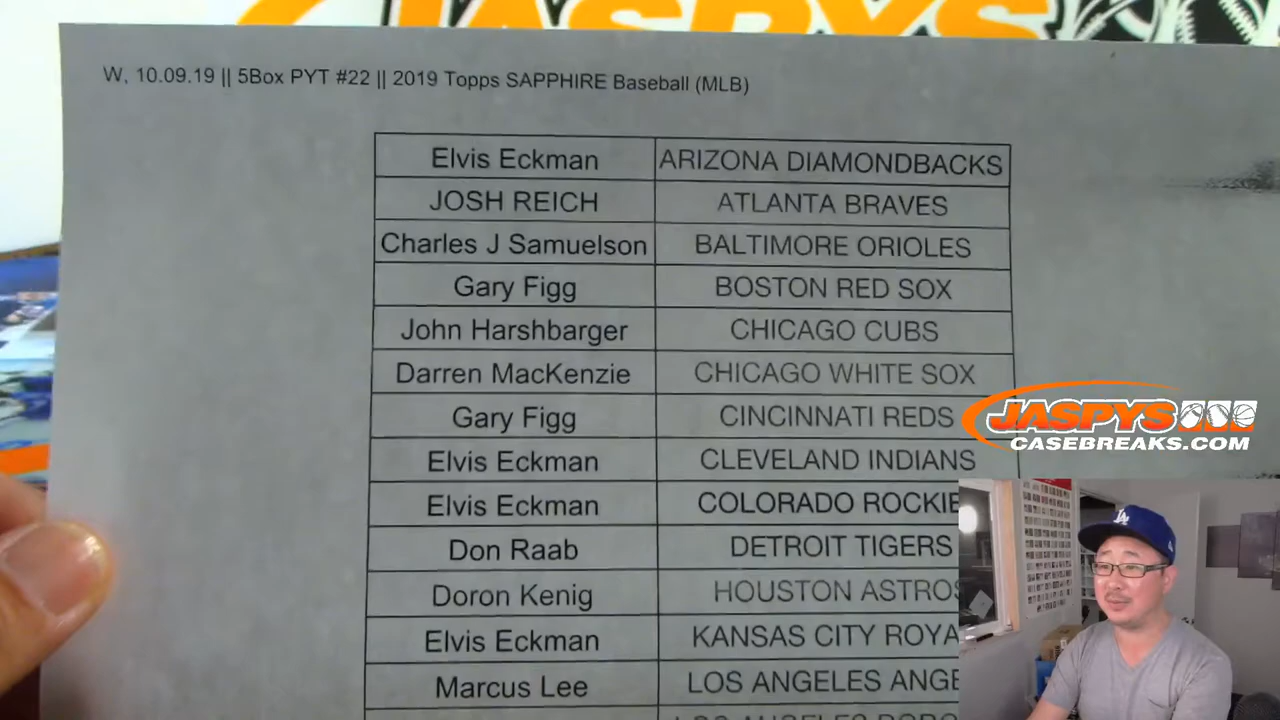 JASPYS
W, 10.09.19 || 5Box PYT #22 || 2019 Topps SAPPHIRE Baseball (MLB)
Elvis Eckman ARIZONA DIAMONDBACKS
JOSH REICH ATLANTA BRAVES
Charles J Samuelson BALTIMORE ORIOLES
Gary Figg BOSTON RED SOX
John Harshbarger CHICAGO CUBS
Darren MacKenzie CHICAGO WHITE SOX
Gary Figg CINCINNATI REDS
Elvis Eckman CLEVELAND INDIANS
Elvis Eckman COLORADO ROCKIE
Don Raab DETROIT TIGERS
Doron Kenig HOUSTON ASTROS
Elvis Eckman KANSAS CITY ROYA
Marcus Lee LOS ANGELES ANGE
JASPYS
CASEBREAKS.COM
LA